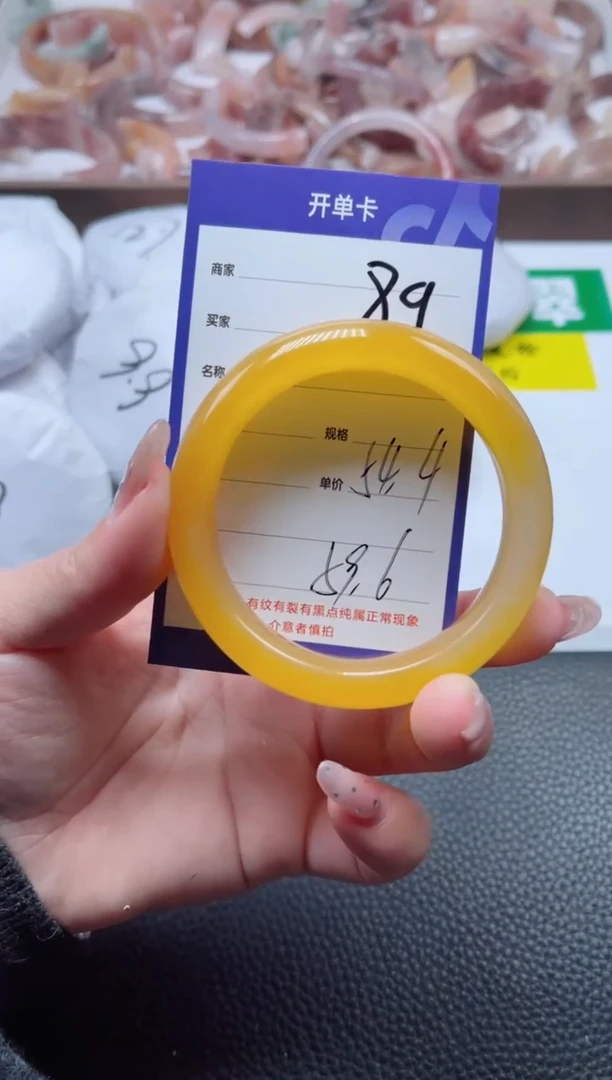 开单卡
商家 89
买家
名称
规格
单价 54.4
59.6
有纹有裂有黑点纯属正常现象
介意者慎拍